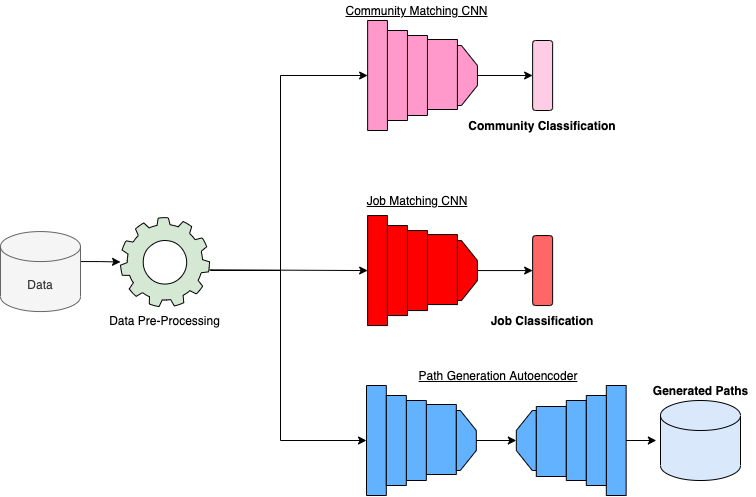 Community Matching CNN
Community Classification
Job Matching CNN
Data
Data Pre-Processing
Job Classification
Path Generation Autoencoder
Generated Paths